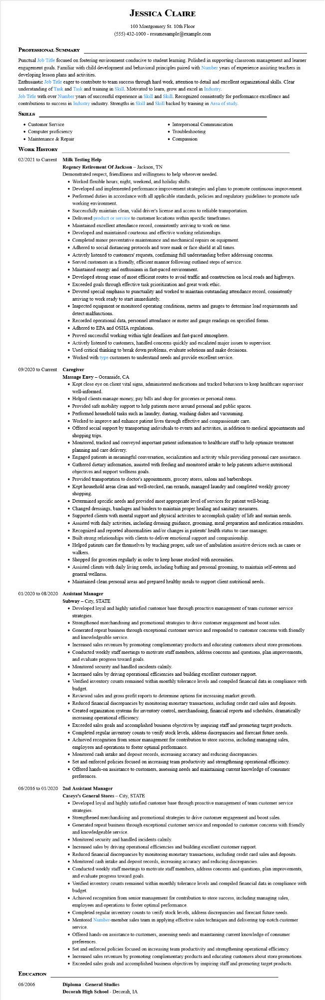 Jessica Claire
100 Montgomery St. 10th Floor
(555) 432-1000 - resumesample@example.com
Professional Summary
Punctual Job Title focused on fostering environment conducive to student learning. Polished in supporting classroom management and learner
engagement goals. Familiar with child development and behavioral principles paired with Number years of experience assisting teachers in
developing lesson plans and activities.
Enthusiastic Job Title eager to contribute to team success through hard work, attention to detail and excellent organizational skills. Clear
understanding of Task and Task and training in Skill. Motivated to learn, grow and excel in Industry.
Job Title with over Number years of successful experience in Skill and Skill. Recognized consistently for performance excellence and
contributions to success in Industry industry. Strengths in Skill and Skill backed by training in Area of study.
Skills
• Customer Service
• Computer proficiency
• Maintenance & Repair
• Interpersonal Communication
• Troubleshooting
• Compassion
Work History
02/2021 to Current Milk Testing Help
Regency Retirement Of Jackson – Jackson, TN
Demonstrated respect, friendliness and willingness to help wherever needed.
• Worked flexible hours; night, weekend, and holiday shifts.
• Developed and implemented performance improvement strategies and plans to promote continuous improvement.
• Performed duties in accordance with all applicable standards, policies and regulatory guidelines to promote safe
working environment.
• Successfully maintain clean, valid driver's license and access to reliable transportation.
• Delivered product or service to customer locations within specific timeframes.
• Maintained excellent attendance record, consistently arriving to work on time.
• Developed and maintained courteous and effective working relationships.
• Completed minor preventative maintenance and mechanical repairs on equipment.
• Adhered to social distancing protocols and wore mask or face shield at all times.
• Actively listened to customers' requests, confirming full understanding before addressing concerns.
• Served customers in a friendly, efficient manner following outlined steps of service.
• Maintained energy and enthusiasm in fast-paced environment.
• Developed strong sense of most efficient routes to avoid traffic and construction on local roads and highways.
• Exceeded goals through effective task prioritization and great work ethic.
• Devoted special emphasis to punctuality and worked to maintain outstanding attendance record, consistently
arriving to work ready to start immediately.
• Inspected equipment or monitored operating conditions, meters and gauges to determine load requirements and
detect malfunctions.
• Recorded operational data, personnel attendance or meter and gauge readings on specified forms.
• Adhered to EPA and OSHA regulations.
• Proved successful working within tight deadlines and fast-paced atmosphere.
• Actively listened to customers, handled concerns quickly and escalated major issues to supervisor.
• Used critical thinking to break down problems, evaluate solutions and make decisions.
• Worked with type customers to understand needs and provide excellent service.
09/2020 to Current Caregiver
Massage Envy – Oceanside, CA
• Kept close eye on client vital signs, administered medications and tracked behaviors to keep healthcare supervisor
well-informed.
• Helped clients manage money, pay bills and shop for groceries or personal items.
• Provided safe mobility support to help patients move around personal and public spaces.
• Performed household tasks such as laundry, dusting, washing dishes and vacuuming.
• Worked to improve and enhance patient lives through effective and compassionate care.
• Offered social support by transporting individuals to events and activities, in addition to medical appointments and
shopping trips.
• Monitored, tracked and conveyed important patient information to healthcare staff to help optimize treatment
planning and care delivery.
• Engaged patients in meaningful conversation, socialization and activity while providing personal care assistance.
• Gathered dietary information, assisted with feeding and monitored intake to help patients achieve nutritional
objectives and support wellness goals.
• Provided transportation to doctor's appointments, grocery stores, salons and barbershops.
• Kept household areas clean and well-stocked, ran errands, managed laundry and completed weekly grocery
shopping.
• Determined specific needs and provided most appropriate level of services for patient well-being.
• Changed dressings, bandages and binders to maintain proper healing and sanitary measures.
• Supported clients with mental support and physical activities to accomplish quality of life and sustain needs.
• Assisted with daily activities, including dressing guidance, grooming, meal preparation and medication reminders.
• Recognized and reported abnormalities and/or changes in patients' health status to case manager.
• Built strong relationships with clients to deliver emotional support and companionship.
• Helped patients care for themselves by teaching proper, safe use of ambulation assistive devices such as canes or
walkers.
• Shopped for groceries regularly in order to keep house stocked with necessities.
• Assisted clients with daily living needs, including bathing and personal grooming, to maintain self-esteem and
general wellness.
• Maintained clean personal areas and prepared healthy meals to support client nutritional needs.
01/2020 to 08/2020 Assistant Manager
Subway – City, STATE
• Developed loyal and highly satisfied customer base through proactive management of team customer service
strategies.
• Strengthened merchandising and promotional strategies to drive customer engagement and boost sales.
• Generated repeat business through exceptional customer service and responded to customer concerns with friendly
and knowledgeable service.
• Increased sales revenues by promoting complementary products and educating customers about store promotions.
• Conducted weekly staff meetings to motivate staff members, address concerns and questions, plan improvements,
and evaluate progress toward goals.
• Monitored security and handled incidents calmly.
• Increased sales by driving operational efficiencies and building excellent customer rapport.
• Verified inventory counts remained within monthly tolerance levels and compiled financial data in compliance with
budget.
• Reviewed sales and gross profit reports to determine options for increasing market growth.
• Reduced financial discrepancies by monitoring monetary transactions, including credit card sales and deposits.
• Created organization systems for inventory control, merchandising, financial reports and schedules, dramatically
increasing operational efficiency.
• Exceeded sales goals and accomplished business objectives by inspiring staff and promoting target products.
• Completed regular inventory counts to verify stock levels, address discrepancies and forecast future needs.
• Achieved recognition from senior management for contribution to store success, including managing sales,
employees and operations to foster optimal performance.
• Monitored cash intake and deposit records, increasing accuracy and reducing discrepancies.
• Set and enforced policies focused on increasing team productivity and strengthening operational efficiency.
• Offered hands-on assistance to customers, assessing needs and maintaining current knowledge of consumer
preferences.
06/2016 to 01/2020 2nd Assistant Manager
Caseys's General Stores – City, STATE
• Developed loyal and highly satisfied customer base through proactive management of team customer service
strategies.
• Strengthened merchandising and promotional strategies to drive customer engagement and boost sales.
• Generated repeat business through exceptional customer service and responded to customer concerns with friendly
and knowledgeable service.
• Monitored security and handled incidents calmly.
• Increased sales by driving operational efficiencies and building excellent customer rapport.
• Reduced financial discrepancies by monitoring monetary transactions, including credit card sales and deposits.
• Monitored cash intake and deposit records, increasing accuracy and reducing discrepancies.
• Conducted weekly staff meetings to motivate staff members, address concerns and questions, plan improvements,
and evaluate progress toward goals.
• Verified inventory counts remained within monthly tolerance levels and compiled financial data in compliance with
budget.
• Achieved recognition from senior management for contribution to store success, including managing sales,
employees and operations to foster optimal performance.
• Completed regular inventory counts to verify stock levels, address discrepancies and forecast future needs.
• Mentored Number-member sales team in applying effective sales techniques and delivering top-notch customer
service.
• Offered hands-on assistance to customers, assessing needs and maintaining current knowledge of consumer
preferences.
• Set and enforced policies focused on increasing team productivity and strengthening operational efficiency.
• Increased sales revenues by promoting complementary products and educating customers about store promotions.
• Exceeded sales goals and accomplished business objectives by inspiring staff and promoting target products.
Education
06/2006 Diploma : General Studies
Decorah High School - Decorah, IA